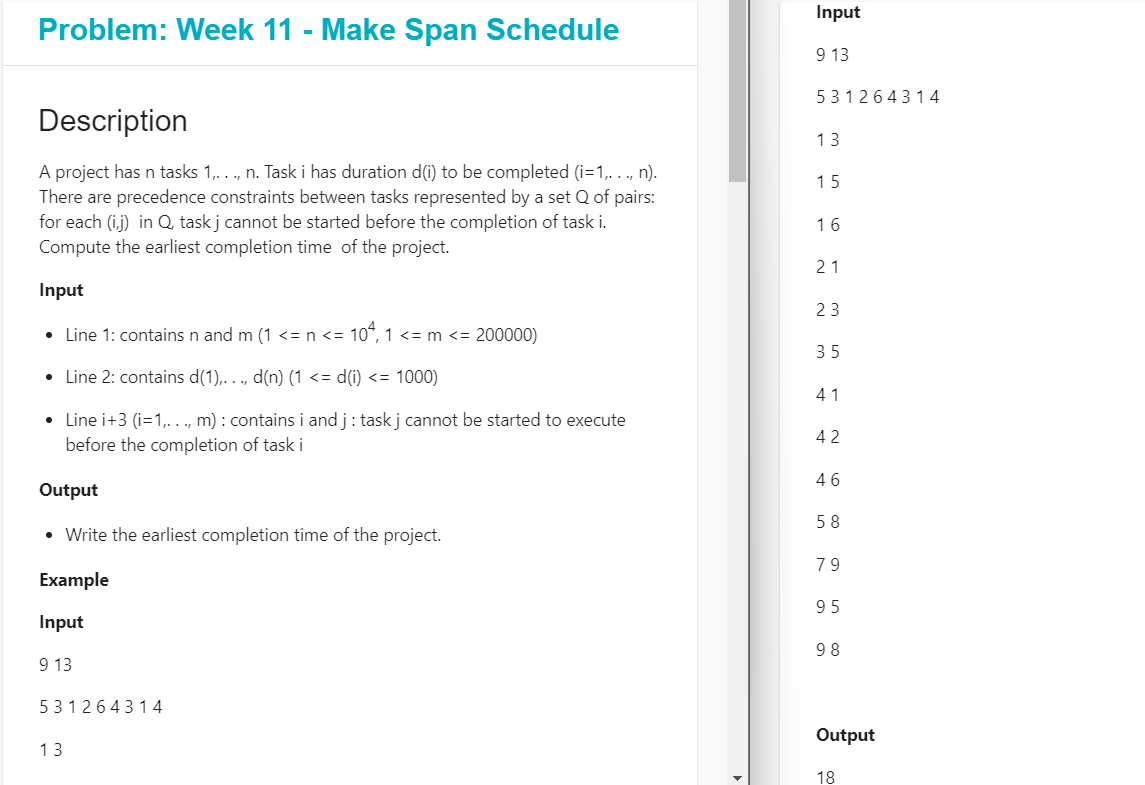 Problem: Week 11 - Make Span Schedule
Description
A project has n tasks 1,. . ., n. Task i has duration d(i) to be completed (i=1,. . ., n).
There are precedence constraints between tasks represented by a set Q of pairs:
for each (i,j)  in Q, task j cannot be started before the completion of task i.
Compute the earliest completion time  of the project.
Input
• Line 1: contains n and m (1 <= n <= 10^4, 1 <= m <= 200000)
• Line 2: contains d(1),. . ., d(n) (1 <= d(i) <= 1000)
• Line i+3 (i=1,. . ., m) : contains i and j : task j cannot be started to execute
before the completion of task i
Output
• Write the earliest completion time of the project.
Example
Input
9 13
5 3 1 2 6 4 3 1 4
1 3
Input
9 13
5 3 1 2 6 4 3 1 4
1 3
1 5
1 6
2 1
2 3
3 5
4 1
4 2
4 6
5 8
7 9
9 5
9 8
Output
18